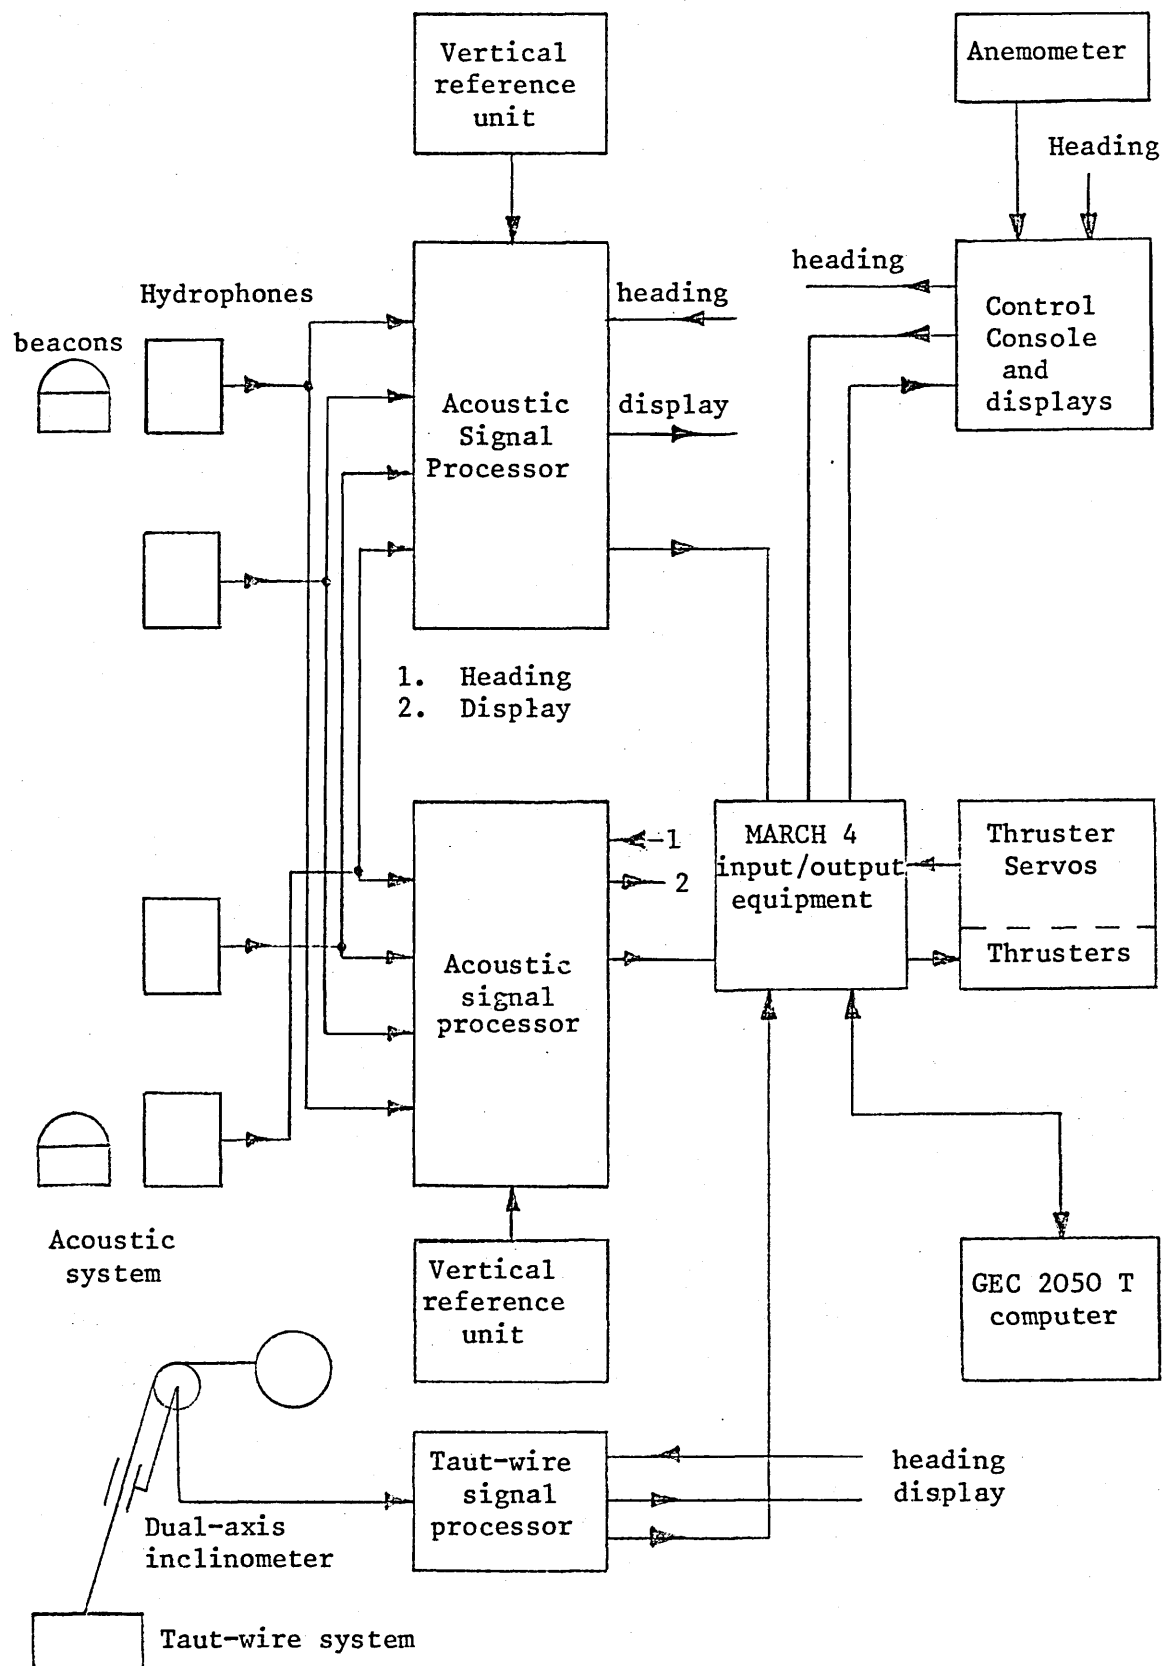 Vertical
reference
unit
Anemometer
Heading
heading
Control
Console
and
displays
Hydrophones
beacons
heading
display
Acoustic
Signal
Processor
1. Heading
2. Display
1
2
Acoustic
signal
processor
MARCH 4
input/output
equipment
Thruster
Servos
Thrusters
Acoustic
system
Vertical
reference
unit
GEC 2050 T
computer
Taut-wire
signal
processor
heading
display
Dual-axis
inclinometer
Taut-wire system